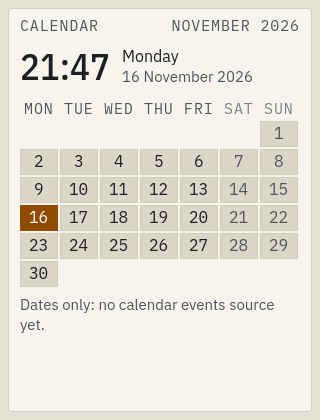 CALENDAR NOVEMBER 2026
21:47 Monday
16 November 2026
MON TUE WED THU FRI SAT SUN
1
2 3 4 5 6 7 8
9 10 11 12 13 14 15
16 17 18 19 20 21 22
23 24 25 26 27 28 29
30
Dates only: no calendar events source
yet.